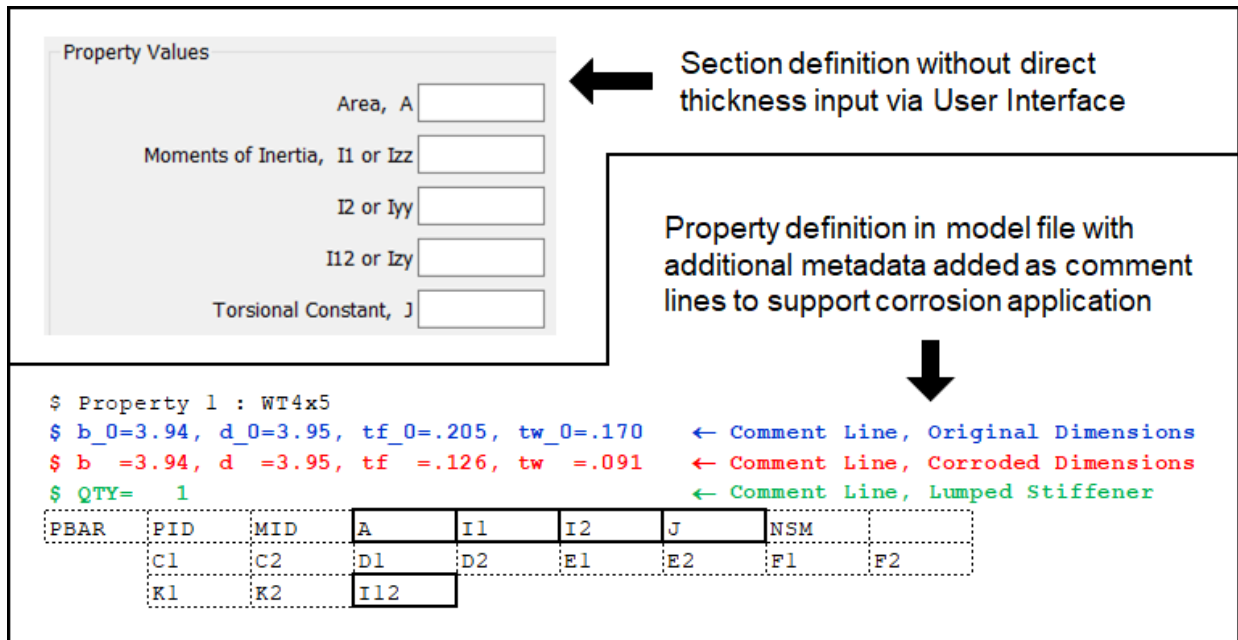 Property Values
Area, A
Moments of Inertia, I1 or Izz
I2 or Iyy
I12 or Izy
Torsional Constant, J
Section definition without direct
thickness input via User Interface
Property definition in model file with
additional metadata added as comment
lines to support corrosion application
$ Property 1 : WT4x5
$ b_0=3.94, d_0=3.95, tf_0=.205, tw_0=.170 ← Comment Line, Original Dimensions
$ b =3.94, d =3.95, tf =.126, tw =.091 ← Comment Line, Corroded Dimensions
$ QTY= 1 ← Comment Line, Lumped Stiffener
PBAR PID MID A I1 I2 J NSM
C1 C2 D1 D2 E1 E2 F1 F2
K1 K2 I12